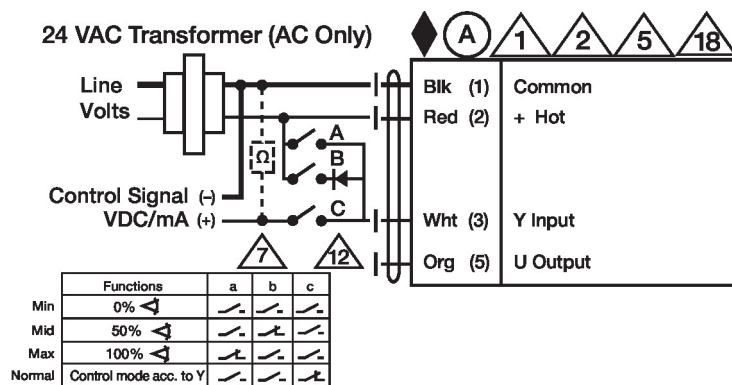 24 VAC Transformer (AC Only)
A 1 2 5 18
Line
Volts
Blk (1) Common
Red (2) + Hot
A
B
Ω
C
Control Signal (–)
VDC/mA (+)
Wht (3) Y Input
7 12
Org (5) U Output
Functions a b c
Min 0%
Mid 50%
Max 100%
Normal Control mode acc. to Y